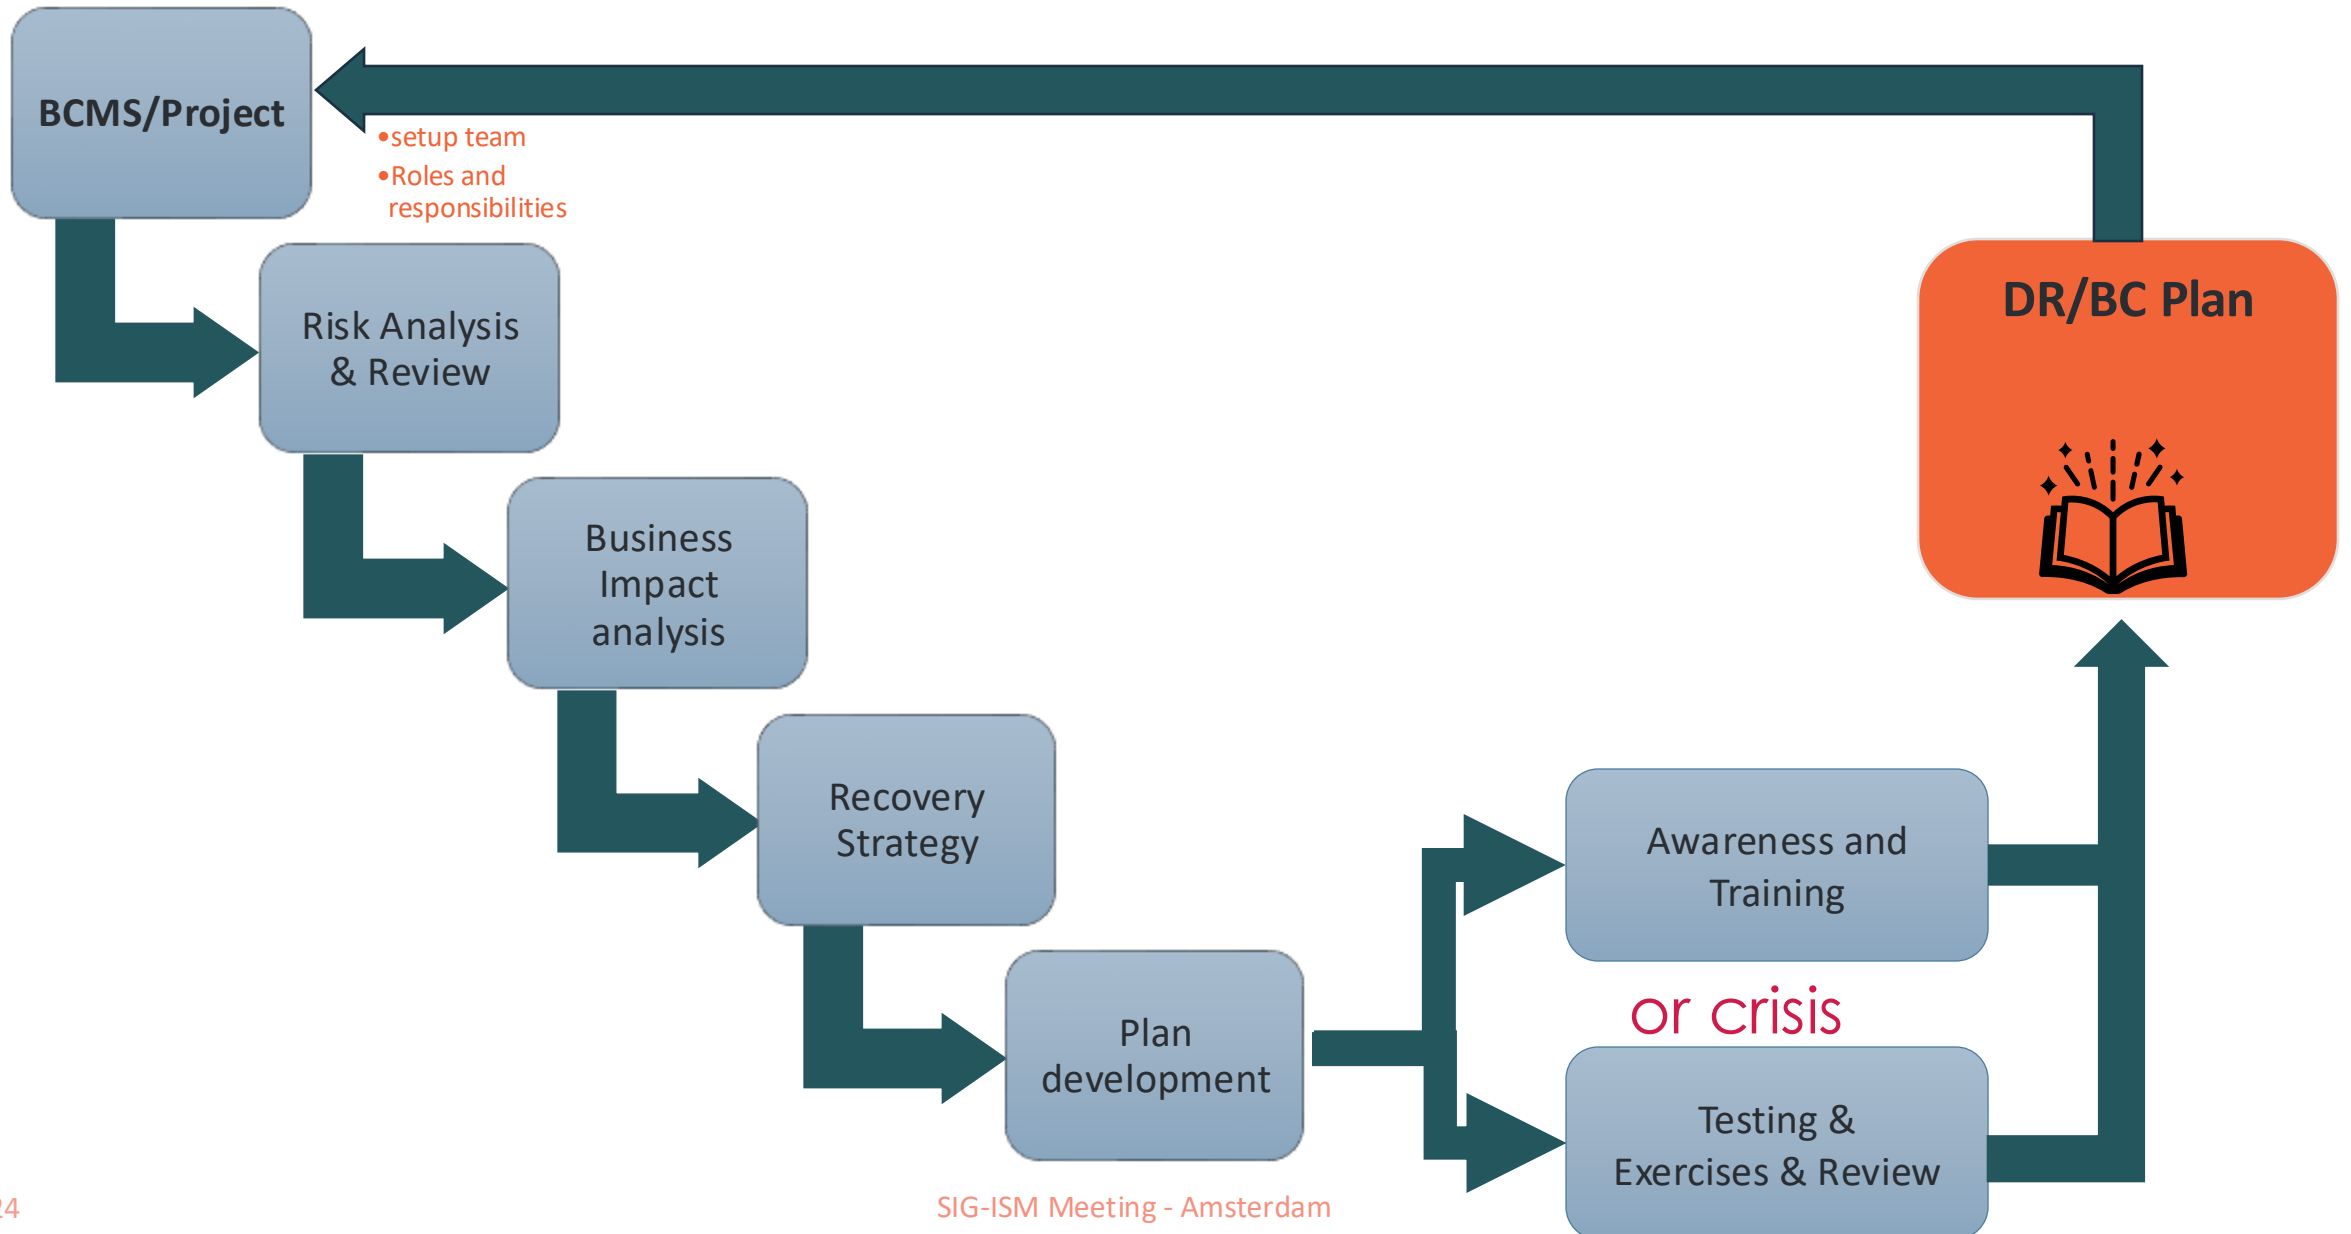 BCMS/Project
•setup team
•Roles and
responsibilities
Risk Analysis
& Review
Business
Impact
analysis
Recovery
Strategy
Plan
development
Awareness and
Training
or crisis
Testing &
Exercises & Review
DR/BC Plan
24
SIG-ISM Meeting - Amsterdam